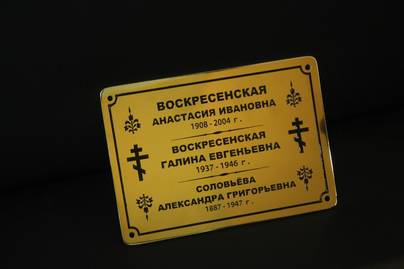 ВОСКРЕСЕНСКАЯ
АНАСТАСИЯ ИВАНОВНА
1908 - 2004 г.
ВОСКРЕСЕНСКАЯ
ГАЛИНА ЕВГЕНЬЕВНА
1937 - 1946 г.
СОЛОВЬЁВА
АЛЕКСАНДРА ГРИГОРЬЕВНА
1887 - 1947 г.